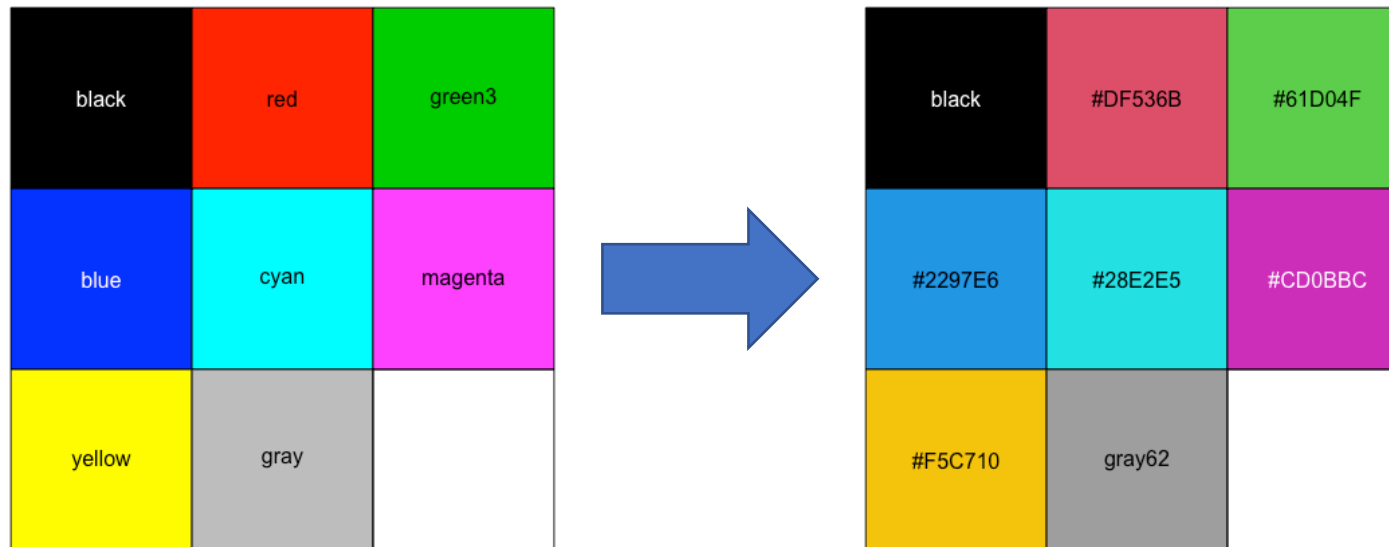 black red green3
blue cyan magenta
yellow gray
black #DF536B #61D04F
#2297E6 #28E2E5 #CD0BBC
#F5C710 gray62